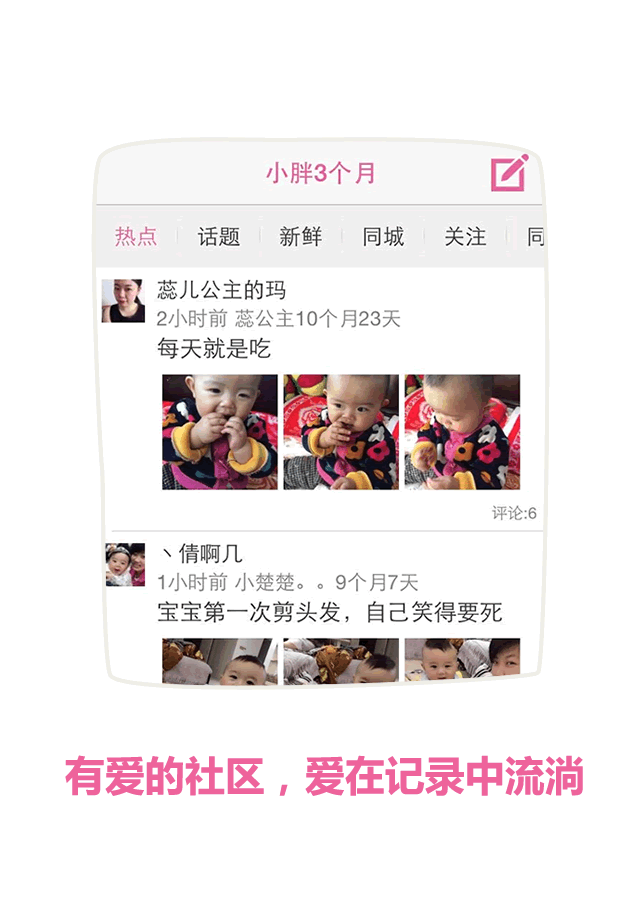 小胖3个月
热点 话题 新鲜 同城 关注 同
蕊儿公主的玛
2小时前 蕊公主10个月23天
每天就是吃
评论:6
丶倩啊几
1小时前 小楚楚。。9个月7天
宝宝第一次剪头发，自己笑得要死
有爱的社区，爱在记录中流淌